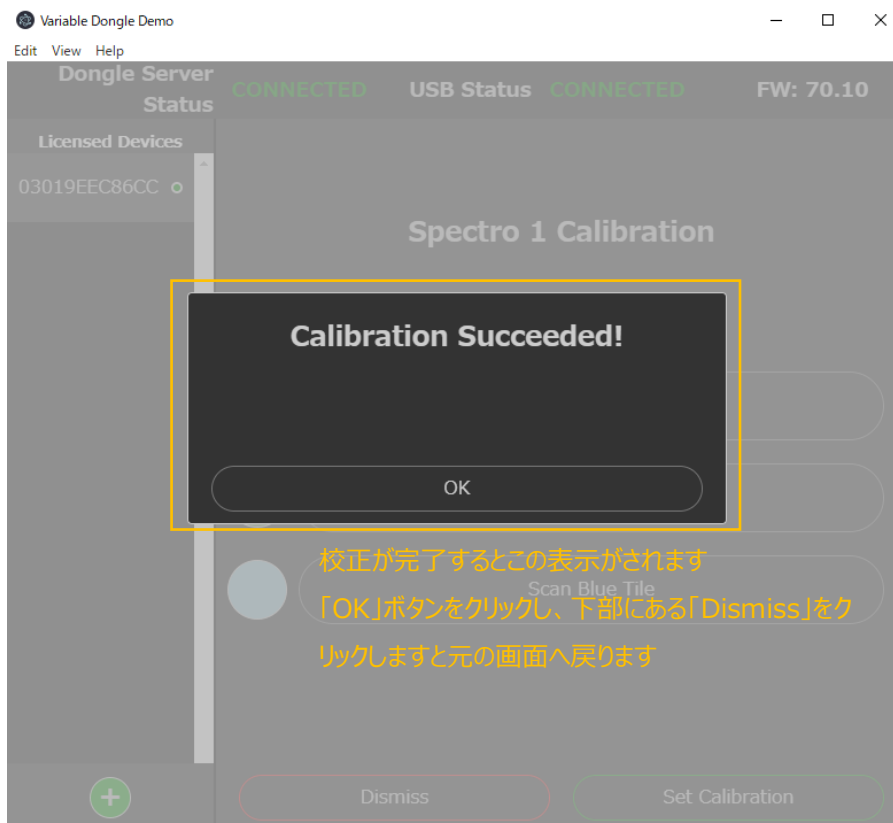 Variable Dongle Demo
Edit View Help
Dongle Server
Status
CONNECTED
USB Status
CONNECTED
FW: 70.10
Licensed Devices
03019EEC86CC
Spectro 1 Calibration
Calibration Succeeded!
OK
校正が完了するとこの表示がされます
Scan Blue Tile
「OK」ボタンをクリックし、下部にある「Dismiss」をク
リックしますと元の画面へ戻ります
Dismiss
Set Calibration